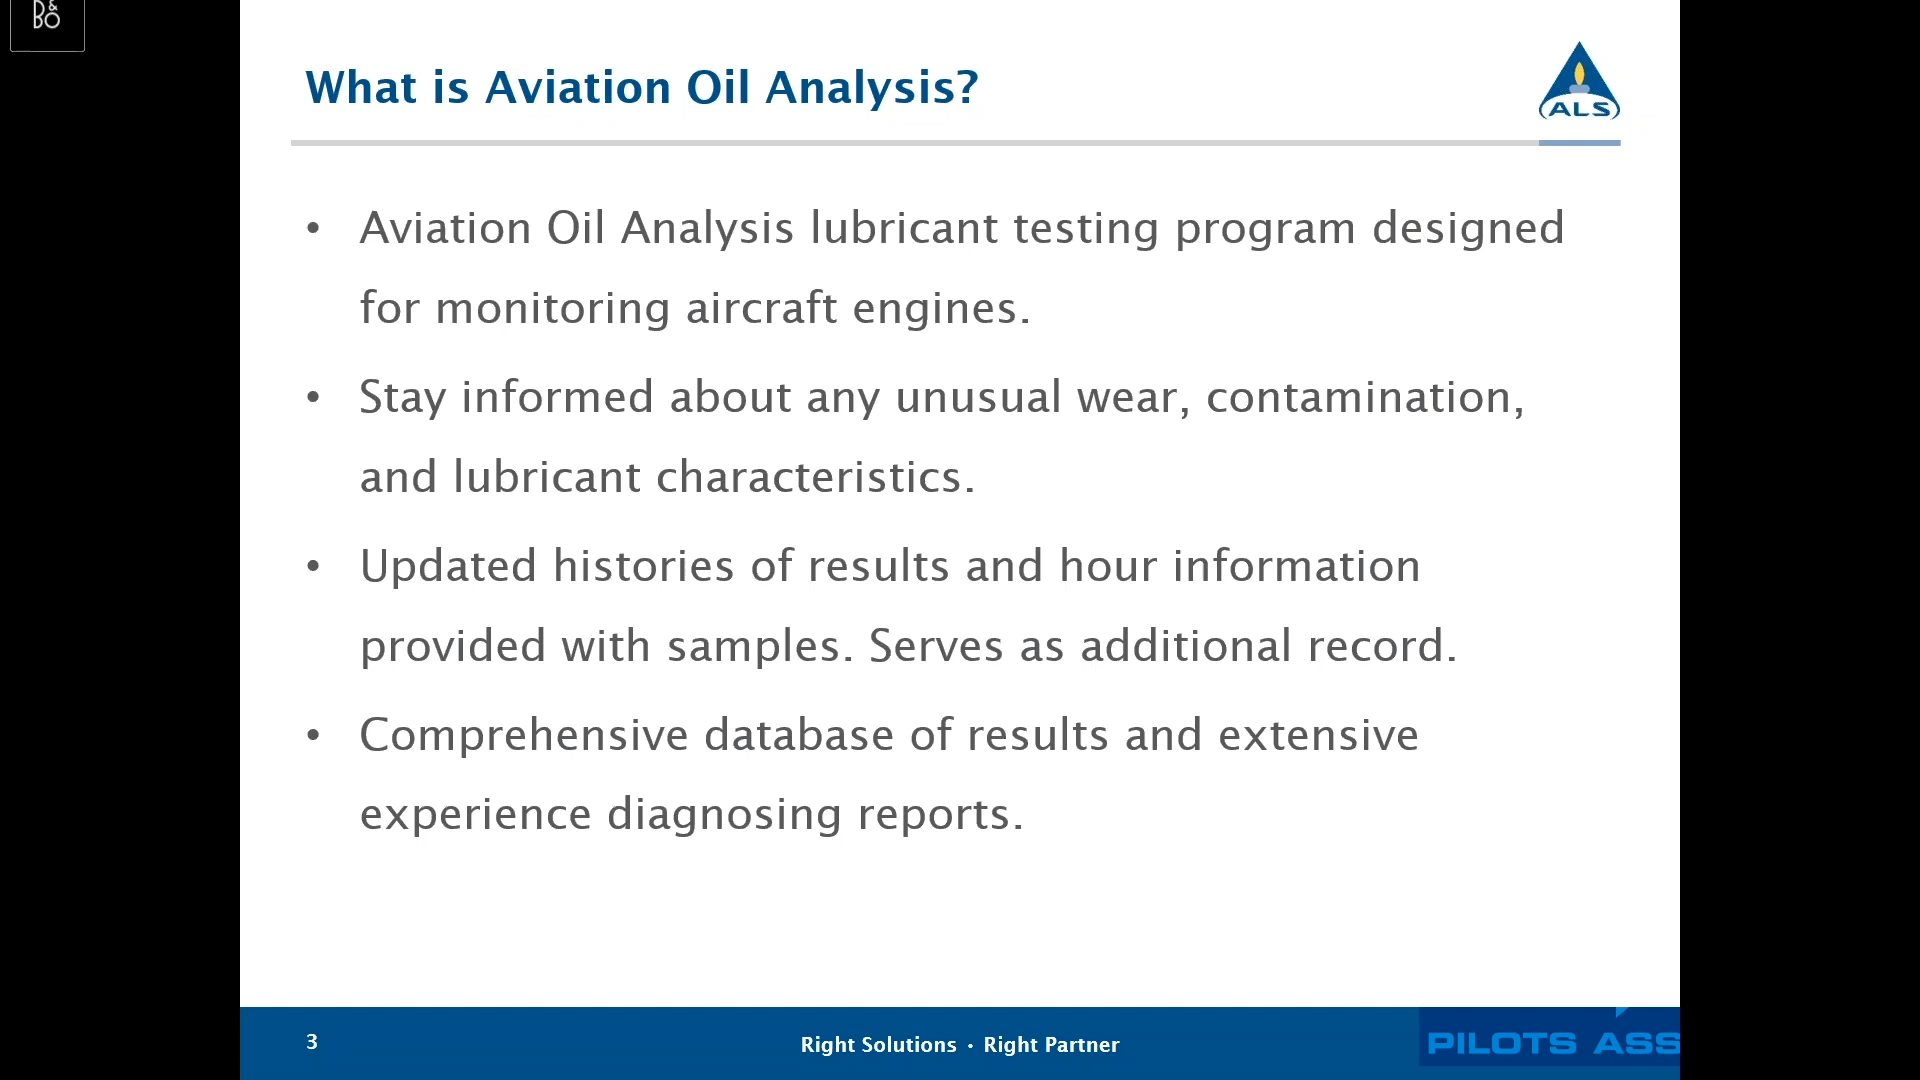 What is Aviation Oil Analysis?
ALS
• Aviation Oil Analysis lubricant testing program designed
for monitoring aircraft engines.
• Stay informed about any unusual wear, contamination,
and lubricant characteristics.
• Updated histories of results and hour information
provided with samples. Serves as additional record.
• Comprehensive database of results and extensive
experience diagnosing reports.
3
Right Solutions • Right Partner
PILOTS ASS